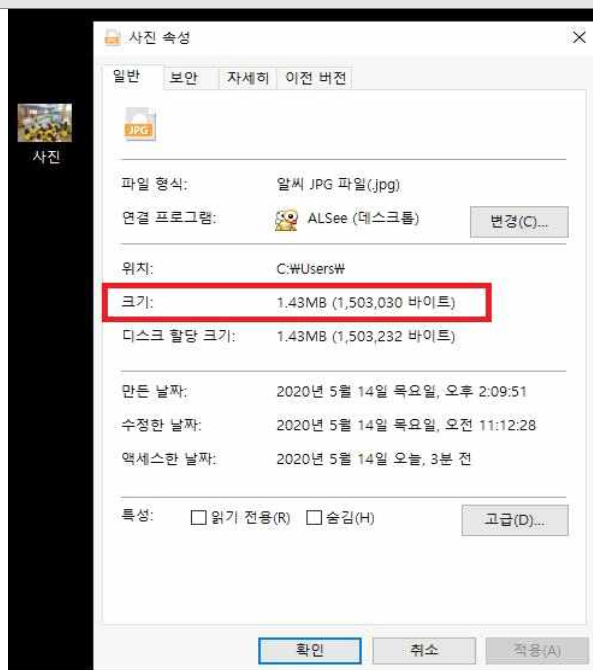 사진 속성
일반 보안 자세히 이전 버전
사진
JPG
파일 형식: 알씨 JPG 파일(.jpg)
연결 프로그램: ALSee (데스크톱) 변경(C)...
위치: C:₩Users₩
크기: 1.43MB (1,503,030 바이트)
디스크 할당 크기: 1.43MB (1,503,232 바이트)
만든 날짜: 2020년 5월 14일 목요일, 오후 2:09:51
수정한 날짜: 2020년 5월 14일 목요일, 오전 11:12:28
액세스한 날짜: 2020년 5월 14일 오늘, 3분 전
특성: 읽기 전용(R) 숨김(H) 고급(D)...
확인 취소 적용(A)